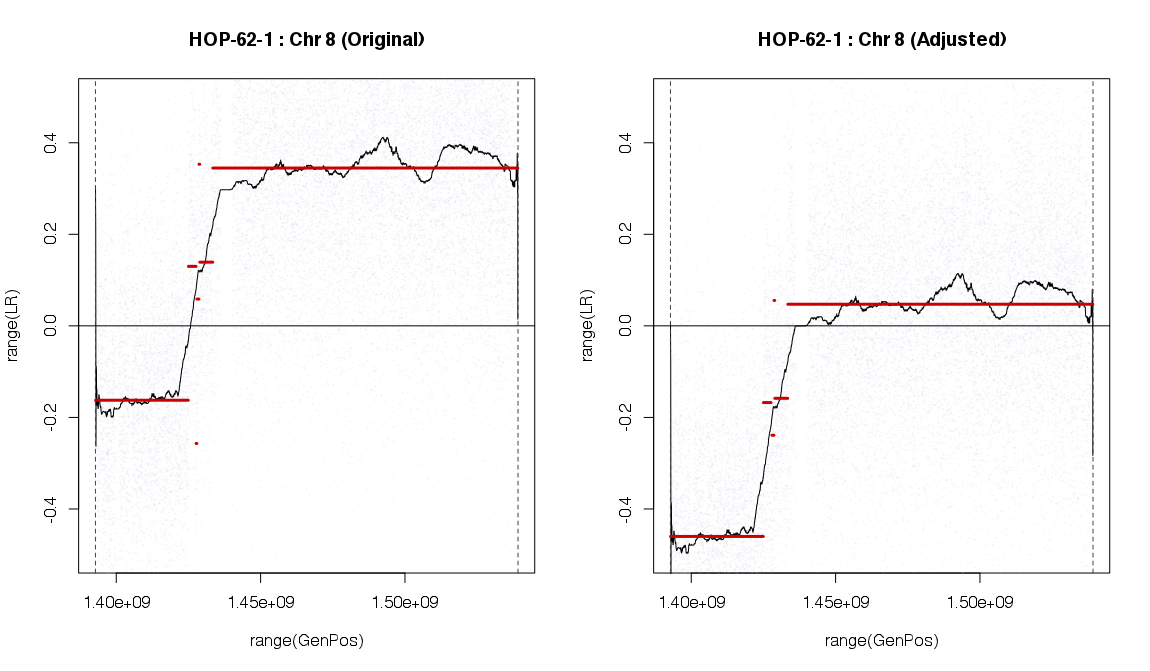 HOP-62-1 : Chr 8 (Original)
range(LR)
0.4
0.2
0.0
-0.2
-0.4
1.40e+09
1.45e+09
1.50e+09
range(GenPos)
HOP-62-1 : Chr 8 (Adjusted)
range(LR)
0.4
0.2
0.0
-0.2
-0.4
1.40e+09
1.45e+09
1.50e+09
range(GenPos)